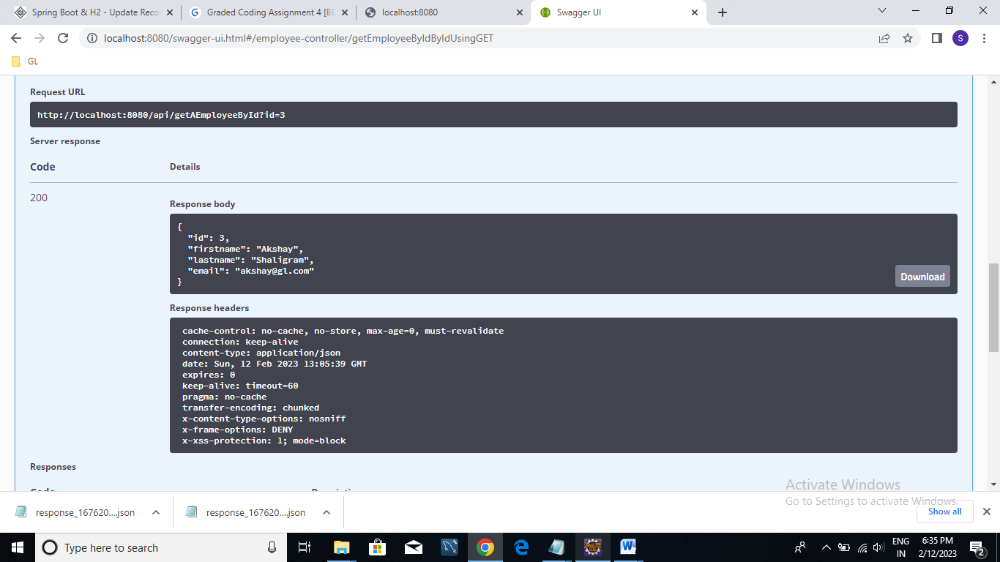 Spring Boot & H2 - Update Reco
Graded Coding Assignment 4 [BE
localhost:8080
Swagger UI
localhost:8080/swagger-ui.html#/employee-controller/getEmployeeByIdByIdUsingGET
S
GL
Request URL
http://localhost:8080/api/getAEmployeeById?id=3
Server response
Code Details
200
Response body
{
"id": 3,
"firstname": "Akshay",
"lastname": "Shaligram",
"email": "akshay@gl.com"
}
Download
Response headers
cache-control: no-cache, no-store, max-age=0, must-revalidate
connection: keep-alive
content-type: application/json
date: Sun, 12 Feb 2023 13:05:39 GMT
expires: 0
keep-alive: timeout=60
pragma: no-cache
transfer-encoding: chunked
x-content-type-options: nosniff
x-frame-options: DENY
x-xss-protection: 1; mode=block
Responses
Activate Windows
Go to Settings to activate Windows.
response_167620....json
response_167620....json
Show all
Type here to search
ENG
IN
6:35 PM
2/12/2023
2